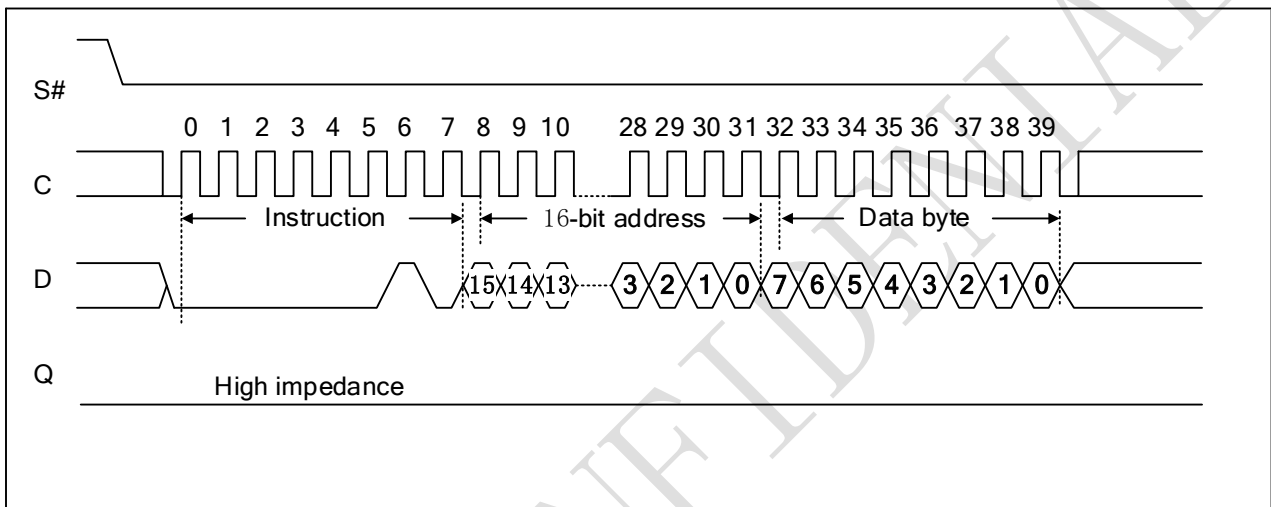 S#
0 1 2 3 4 5 6 7 8 9 10 28 29 30 31 32 33 34 35 36 37 38 39
C
Instruction 16-bit address Data byte
D 15 14 13 3 2 1 0 7 6 5 4 3 2 1 0
Q
High impedance
NFIDENIAL